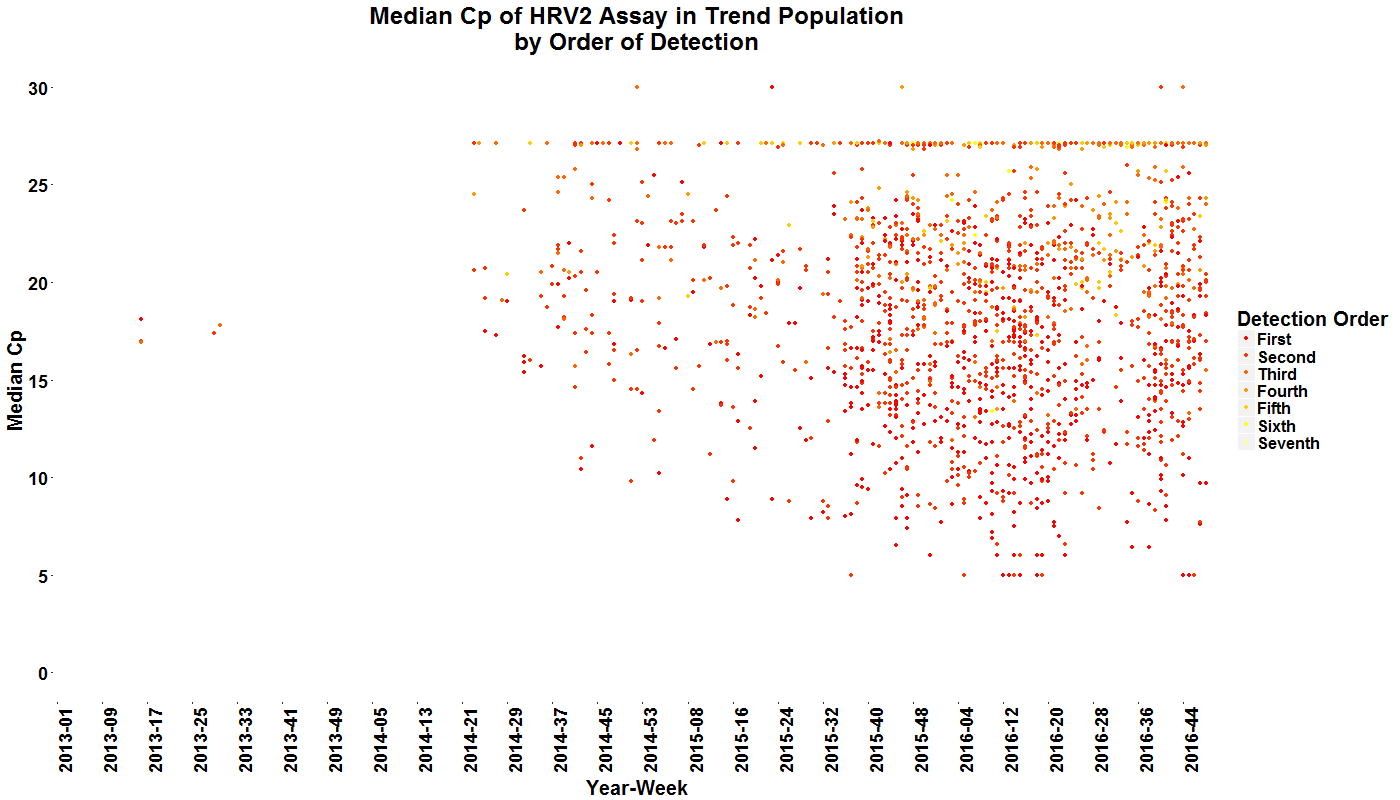 Median Cp of HRV2 Assay in Trend Population
by Order of Detection
Median Cp
30
25
20
15
10
5
0
2013-01
2013-09
2013-17
2013-25
2013-33
2013-41
2013-49
2014-05
2014-13
2014-21
2014-29
2014-37
2014-45
2014-53
2015-08
2015-16
2015-24
2015-32
2015-40
2015-48
2016-04
2016-12
2016-20
2016-28
2016-36
2016-44
Year-Week
Detection Order
First
Second
Third
Fourth
Fifth
Sixth
Seventh